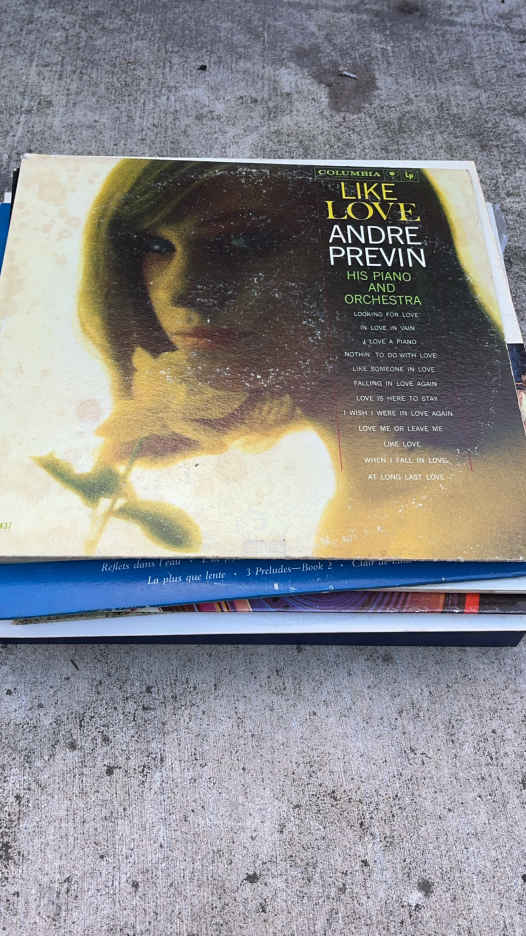 COLUMBIA LP
LIKE
LOVE
ANDRE
PREVIN
HIS PIANO
AND
ORCHESTRA
LOOKING FOR LOVE
IN LOVE IN VAIN
I LOVE A PIANO
NOTHIN' TO DO WITH LOVE
LIKE SOMEONE IN LOVE
FALLING IN LOVE AGAIN
LOVE IS HERE TO STAY
I WISH I WERE IN LOVE AGAIN
LOVE ME OR LEAVE ME
LIKE LOVE
WHEN I FALL IN LOVE
AT LONG LAST LOVE
Reflets dans l'eau
La plus que lente · 3 Preludes—Book 2 · Clair de